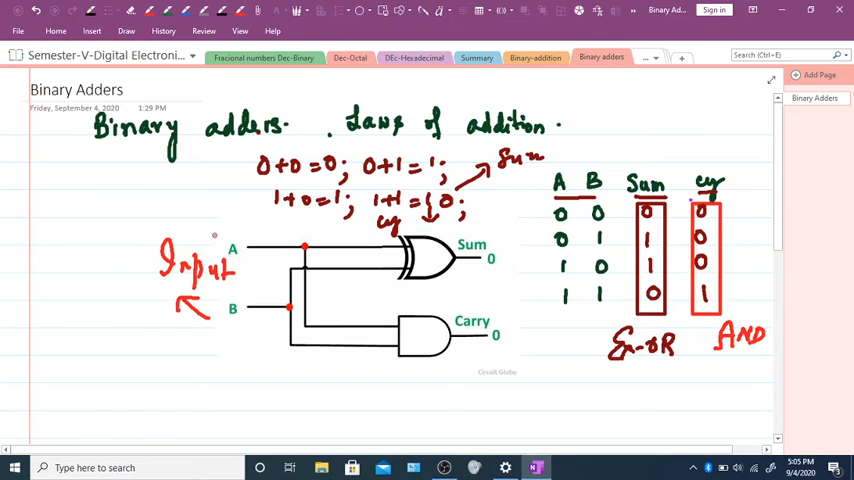 Binary Ad...
Sign in
File Home Insert Draw History Review View Help
Semester-V-Digital Electroni...
Fractional numbers Dec-Binary
Dec-Octal
DEc-Hexadecimal
Summary
Binary-addition
Binary adders
Search (Ctrl+E)
Add Page
Binary Adders
Binary Adders
Friday, September 4, 2020 1:29 PM
Binary adders. Laws of addition.
0+0=0; 0+1=1; Sum
1+0=1; 1+1=10;
cy
A B Sum cy
0 0 0 0
0 1 1 0
1 0 1 0
1 1 0 1
Ex-OR AND
Input
A
B
Sum
0
Carry
0
Circuit Globe
Type here to search
5:05 PM
9/4/2020
3